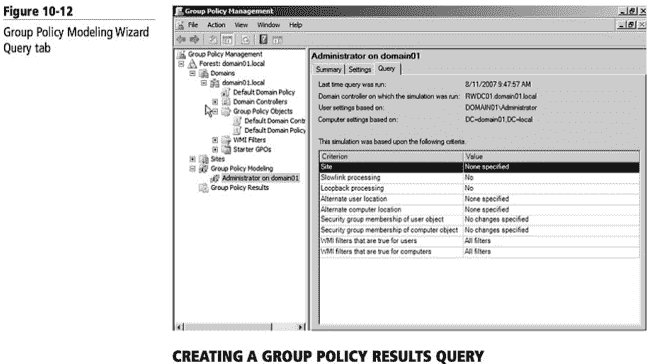 Figure 10-12
Group Policy Modeling Wizard
Query tab
Group Policy Management
File Action View Window Help
Group Policy Management
Forest: domain01.local
Domains
domain01.local
Default Domain Policy
Domain Controllers
Group Policy Objects
Default Domain Contr
Default Domain Policy
WMI Filters
Starter GPOs
Sites
Group Policy Modeling
Administrator on domain01
Group Policy Results
Administrator on domain01
Summary Settings Query
Last time query was run: 8/11/2007 9:47:57 AM
Domain controller on which the simulation was run: RWDC01.domain01.local
User settings based on: DOMAIN01\Administrator
Computer settings based on: DC=domain01,DC=local
This simulation was based upon the following criteria:
Criterion Value
Site None specified
Slowlink processing No
Loopback processing No
Alternate user location None specified
Alternate computer location None specified
Security group membership of user object No changes specified
Security group membership of computer object No changes specified
WMI filters that are true for users All filters
WMI filters that are true for computers All filters
CREATING A GROUP POLICY RESULTS QUERY